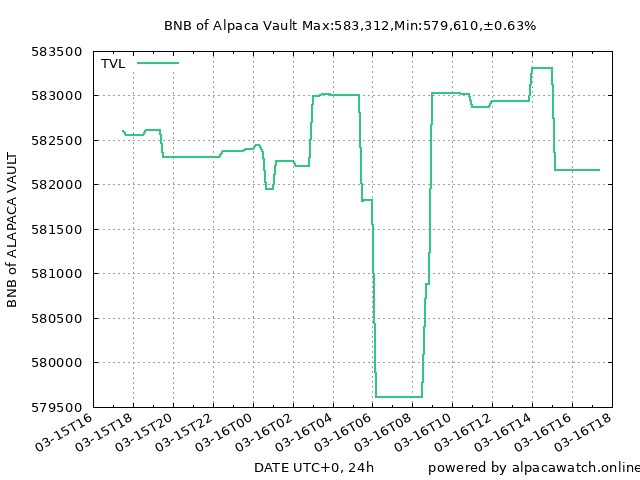 BNB of Alpaca Vault Max:583,312,Min:579,610,±0.63%
TVL
583500
583000
582500
582000
581500
581000
580500
580000
579500
BNB of ALAPACA VAULT
03-15T16
03-15T18
03-15T20
03-15T22
03-16T00
03-16T02
03-16T04
03-16T06
03-16T08
03-16T10
03-16T12
03-16T14
03-16T16
03-16T18
DATE UTC+0, 24h
powered by alpacawatch.online